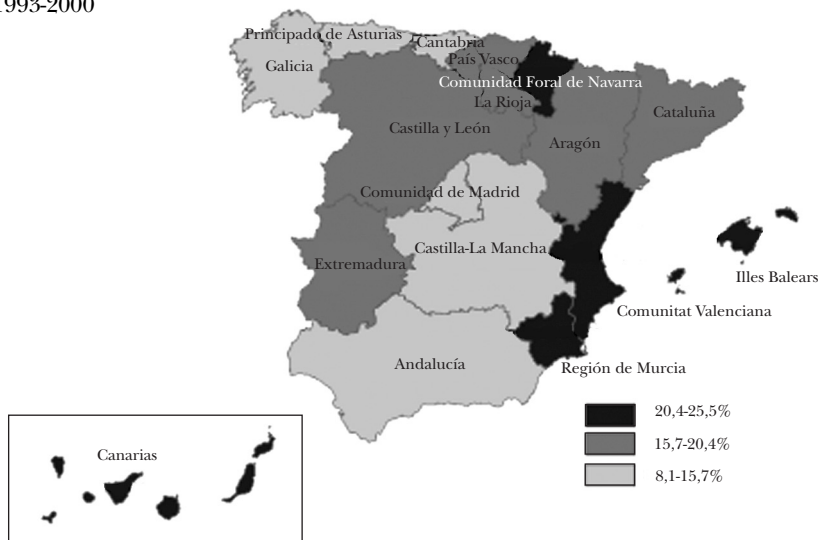 1993-2000
Principado de Asturias
Cantabria
País Vasco
Galicia
Comunidad Foral de Navarra
La Rioja
Cataluña
Castilla y León
Aragón
Comunidad de Madrid
Castilla-La Mancha
Extremadura
Illes Balears
Comunitat Valenciana
Andalucía
Región de Murcia
20,4-25,5%
15,7-20,4%
8,1-15,7%
Canarias